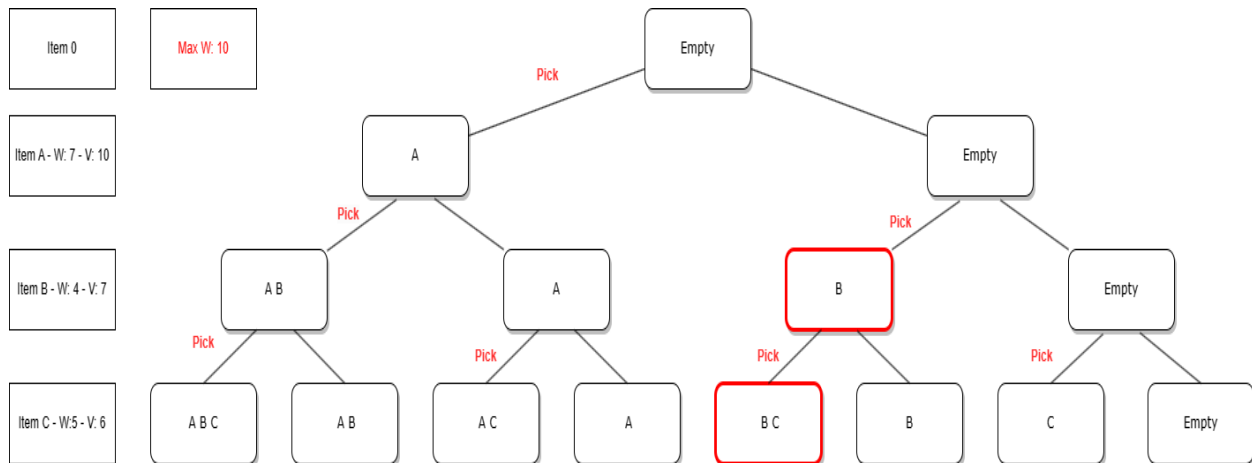 Item 0
Max W: 10
Empty
Pick
Item A - W: 7 - V: 10
A
Empty
Pick
Pick
Item B - W: 4 - V: 7
A B
A
B
Empty
Pick
Pick
Pick
Pick
Item C - W:5 - V: 6
A B C
A B
A C
A
B C
B
C
Empty